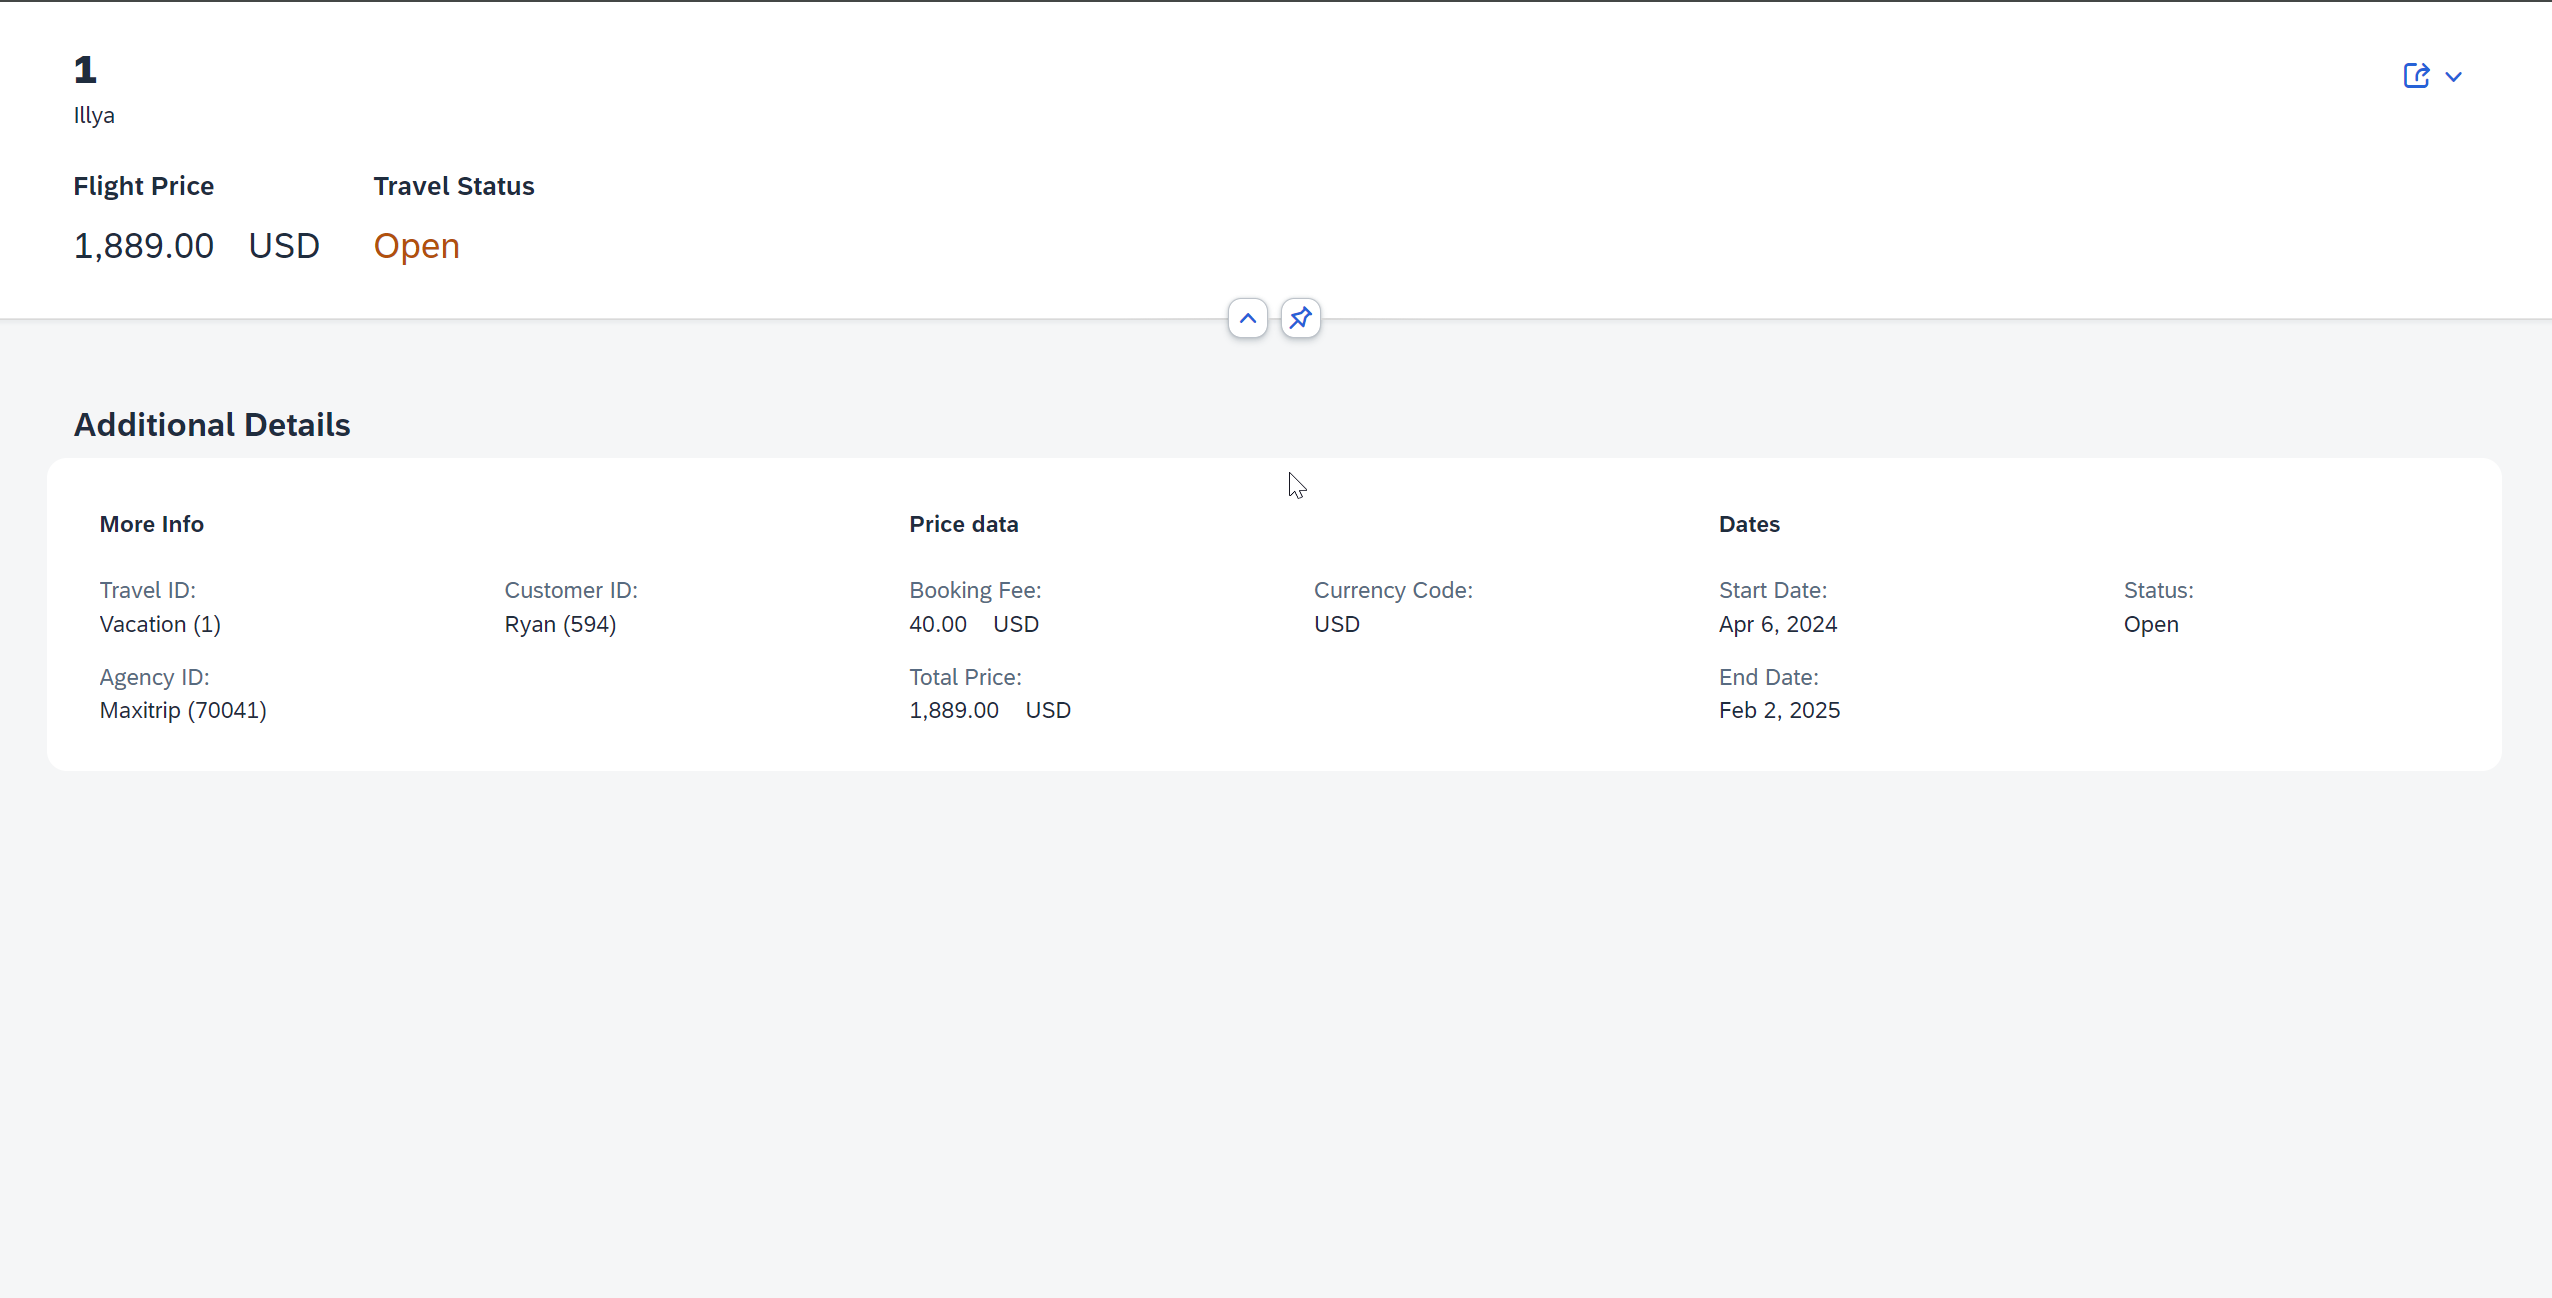 1
Illya
Flight Price
1,889.00 USD
Travel Status
Open
Additional Details
More Info
Travel ID:
Vacation (1)
Customer ID:
Ryan (594)
Agency ID:
Maxitrip (70041)
Price data
Booking Fee:
40.00 USD
Currency Code:
USD
Total Price:
1,889.00 USD
Dates
Start Date:
Apr 6, 2024
Status:
Open
End Date:
Feb 2, 2025